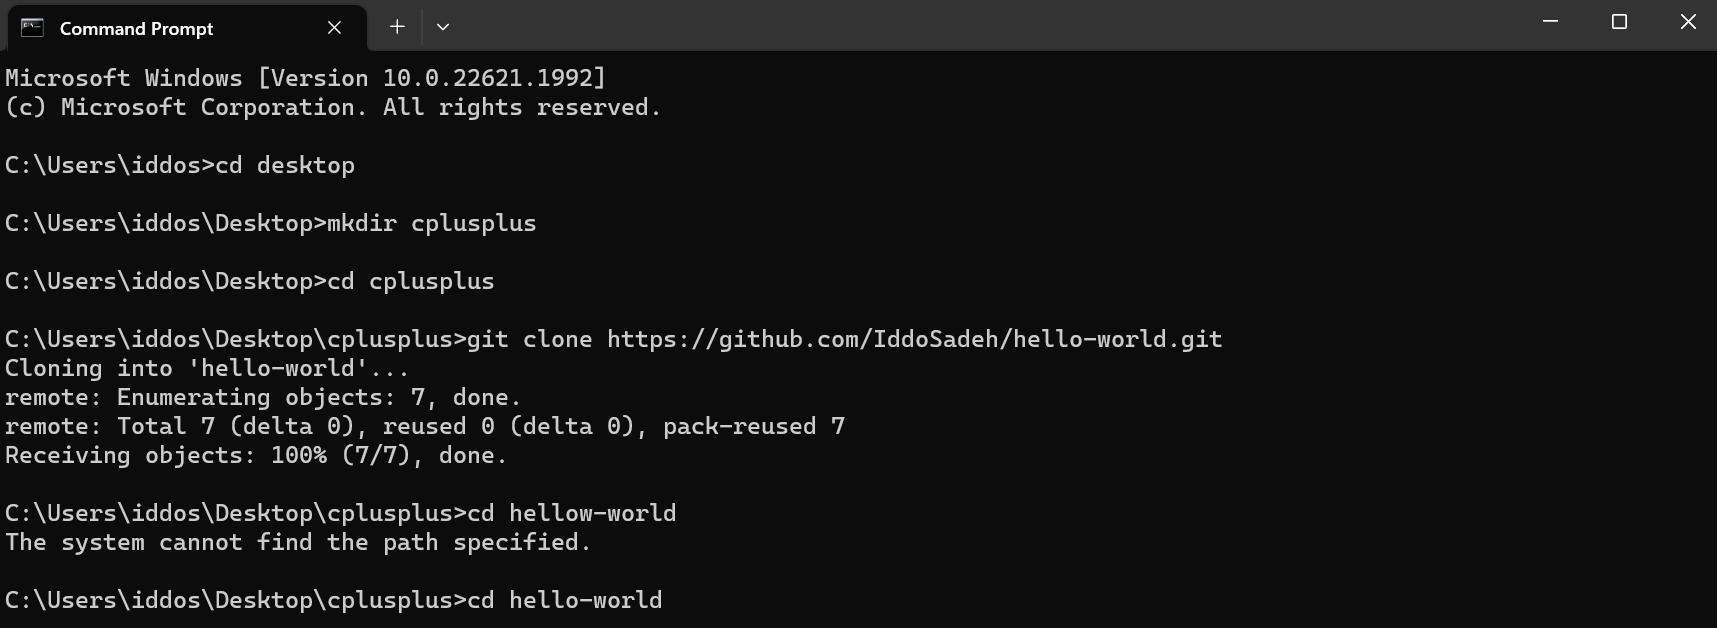 Command Prompt
Microsoft Windows [Version 10.0.22621.1992]
(c) Microsoft Corporation. All rights reserved.
C:\Users\iddos>cd desktop
C:\Users\iddos\Desktop>mkdir cplusplus
C:\Users\iddos\Desktop>cd cplusplus
C:\Users\iddos\Desktop\cplusplus>git clone https://github.com/IddoSadeh/hello-world.git
Cloning into 'hello-world'...
remote: Enumerating objects: 7, done.
remote: Total 7 (delta 0), reused 0 (delta 0), pack-reused 7
Receiving objects: 100% (7/7), done.
C:\Users\iddos\Desktop\cplusplus>cd hellow-world
The system cannot find the path specified.
C:\Users\iddos\Desktop\cplusplus>cd hello-world